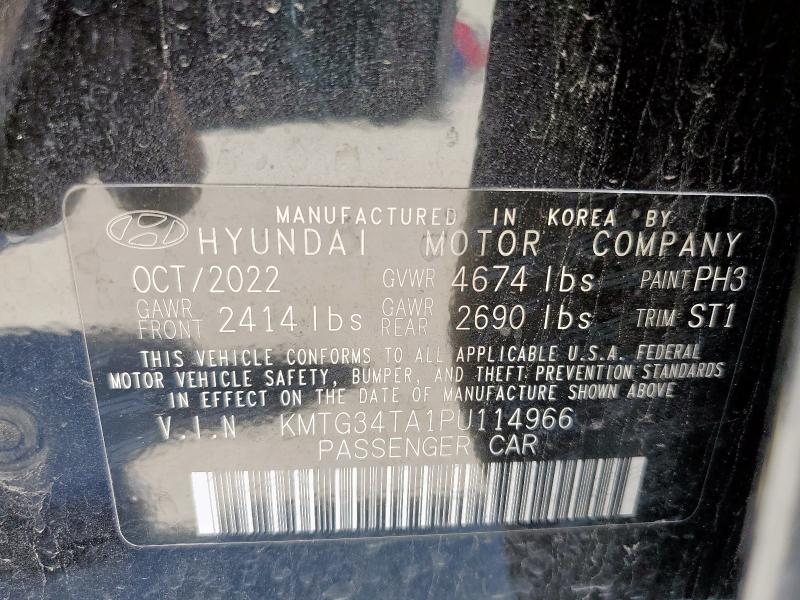 MANUFACTURED IN KOREA BY
HYUNDAI MOTOR COMPANY
OCT/2022 GVWR 4674 lbs PAINT PH3
GAWR FRONT 2414 lbs GAWR REAR 2690 lbs TRIM ST1
THIS VEHICLE CONFORMS TO ALL APPLICABLE U.S.A. FEDERAL
MOTOR VEHICLE SAFETY, BUMPER, AND THEFT PREVENTION STANDARDS
IN EFFECT ON THE DATE OF MANUFACTURE SHOWN ABOVE
V.I.N KMTG34TA1PU114966
PASSENGER CAR